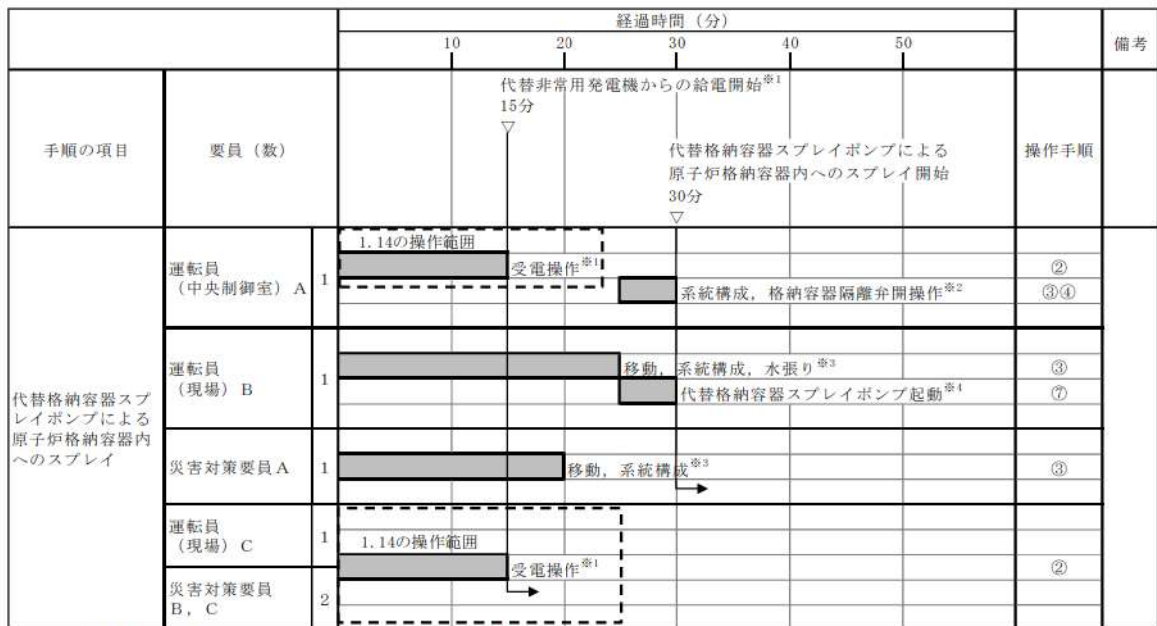 経過時間（分）
10 20 30 40 50
備考
手順の項目
要員（数）
操作手順
代替非常用発電機からの給電開始※1
15分
▽
代替格納容器スプレイポンプによる
原子炉格納容器内へのスプレイ開始
30分
▽
代替格納容器スプ
レイポンプによる
原子炉格納容器内
へのスプレイ
運転員
（中央制御室）A
1
1.14の操作範囲
受電操作※1
②
系統構成，格納容器隔離弁開操作※2
③④
運転員
（現場）B
1
移動，系統構成，水張り※3
③
代替格納容器スプレイポンプ起動※4
⑦
災害対策要員A
1
移動，系統構成※3
③
運転員
（現場）C
1
1.14の操作範囲
受電操作※1
②
災害対策要員
B，C
2